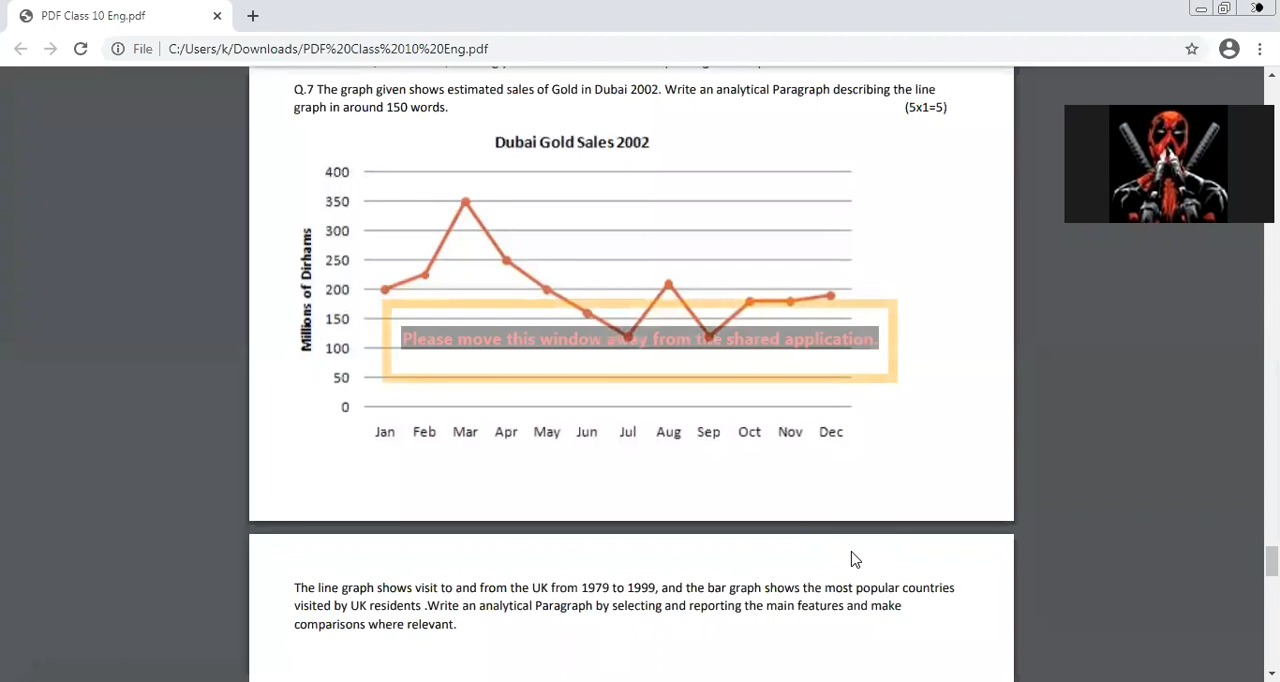 PDF Class 10 Eng.pdf
File
C:/Users/k/Downloads/PDF%20Class%2010%20Eng.pdf
Q.7 The graph given shows estimated sales of Gold in Dubai 2002. Write an analytical Paragraph describing the line
graph in around 150 words. (5x1=5)
Dubai Gold Sales 2002
Millions of Dirhams
400
350
300
250
200
150
100
50
0
Please move this window away from the shared application.
Jan Feb Mar Apr May Jun Jul Aug Sep Oct Nov Dec
The line graph shows visit to and from the UK from 1979 to 1999, and the bar graph shows the most popular countries
visited by UK residents .Write an analytical Paragraph by selecting and reporting the main features and make
comparisons where relevant.